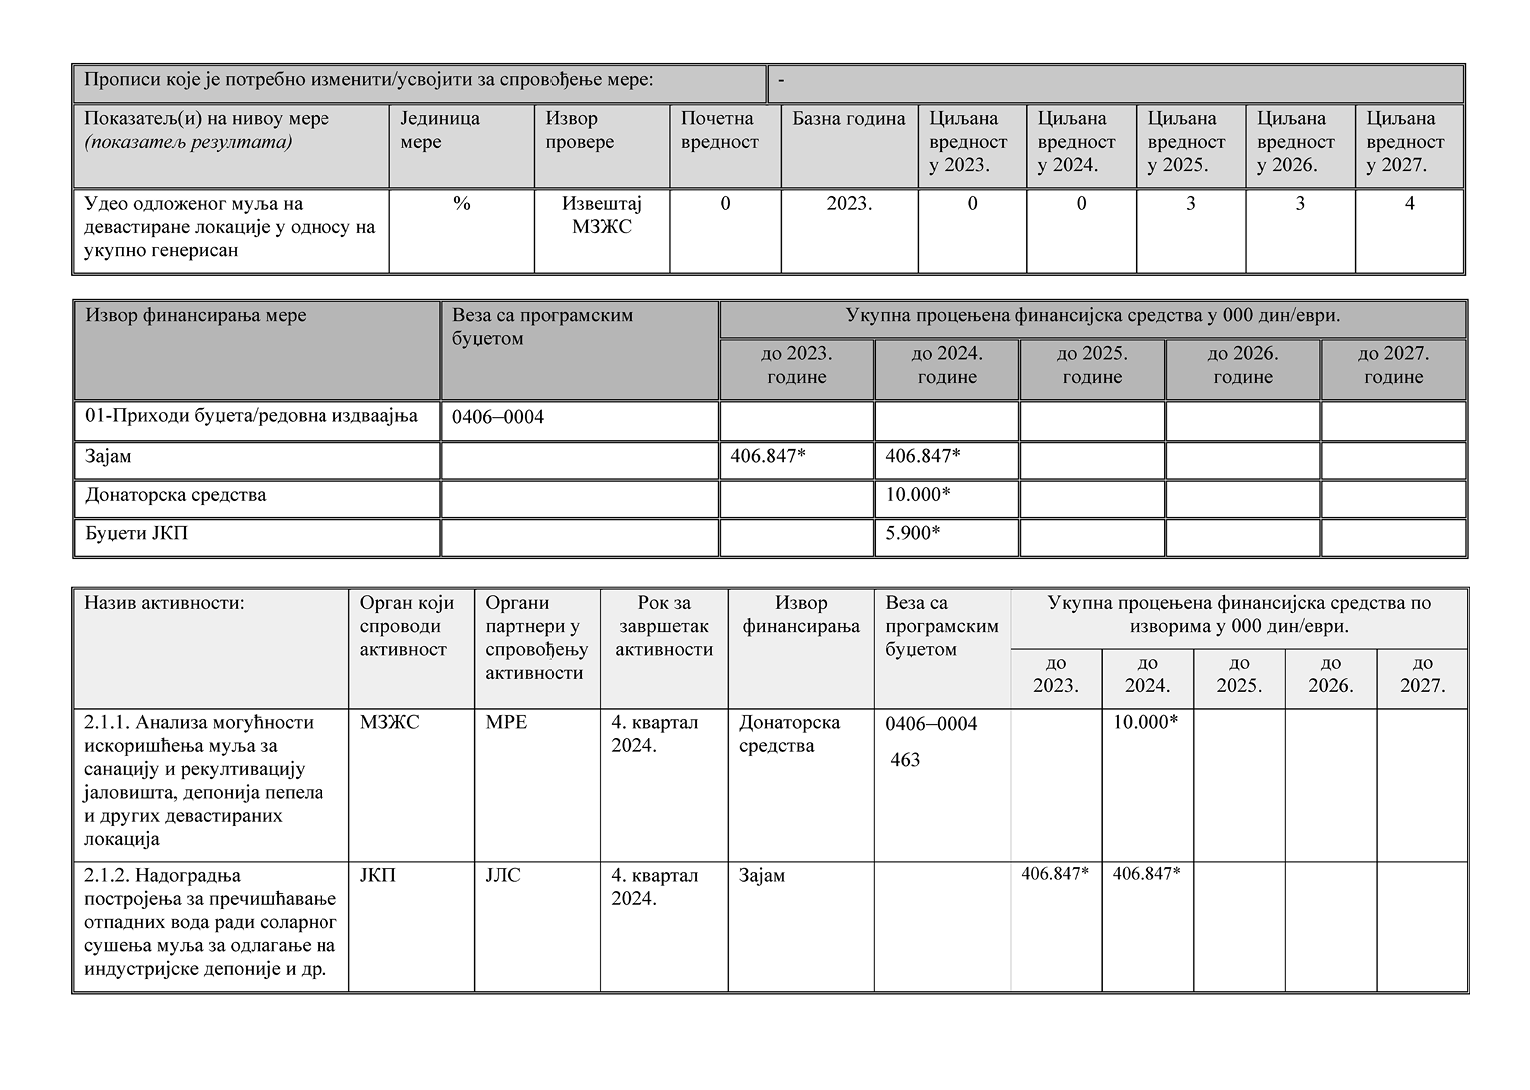 Прописи које је потребно изменити/усвојити за спровођење мере: -
Показатељ(и) на нивоу мере
(показатељ резултата)
Јединица
мере
Извор
провере
Почетна
вредност
Базна година
Циљана
вредност
у 2023.
Циљана
вредност
у 2024.
Циљана
вредност
у 2025.
Циљана
вредност
у 2026.
Циљана
вредност
у 2027.
Удео одложеног муља на
девастиране локације у односу на
укупно генерисан
%
Извештај
МЗЖС
0
2023.
0
0
3
3
4
Извор финансирања мере
Веза са програмским
буџетом
Укупна процењена финансијска средства у 000 дин/еври.
до 2023.
године
до 2024.
године
до 2025.
године
до 2026.
године
до 2027.
године
01-Приходи буџета/редовна издваајња
0406–0004
Зајам
406.847*
406.847*
Донаторска средства
10.000*
Буџети ЈКП
5.900*
Назив активности:
Орган који
спроводи
активност
Органи
партнери у
спровођењу
активности
Рок за
завршетак
активности
Извор
финансирања
Веза са
програмским
буџетом
Укупна процењена финансијска средства по
изворима у 000 дин/еври.
до
2023.
до
2024.
до
2025.
до
2026.
до
2027.
2.1.1. Анализа могућности
искоришћења муља за
санацију и рекултивацију
јаловишта, депонија пепела
и других девастираних
локација
МЗЖС
МРЕ
4. квартал
2024.
Донаторска
средства
0406–0004
463
10.000*
2.1.2. Надоградња
постројења за пречишћавање
отпадних вода ради соларног
сушења муља за одлагање на
индустријске депоније и др.
ЈКП
ЈЛС
4. квартал
2024.
Зајам
406.847*
406.847*